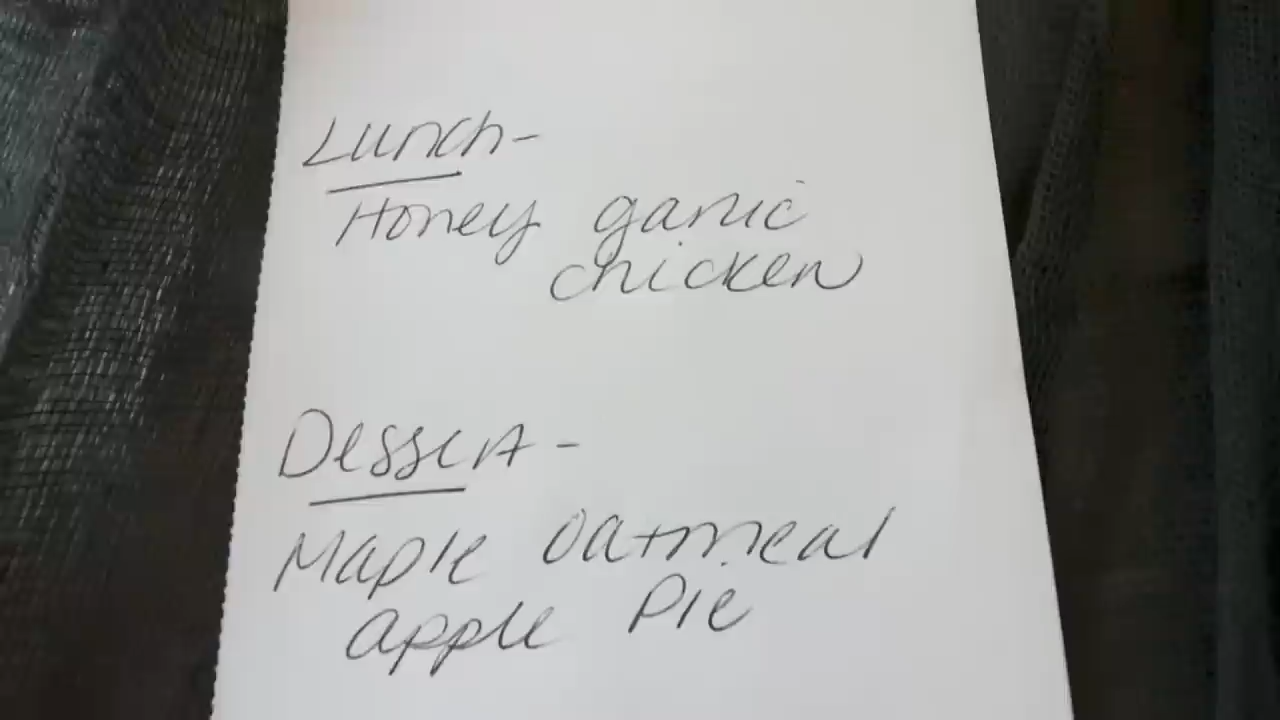 Lunch-
Honey garlic
chicken
Dessert-
Maple Oatmeal
apple Pie